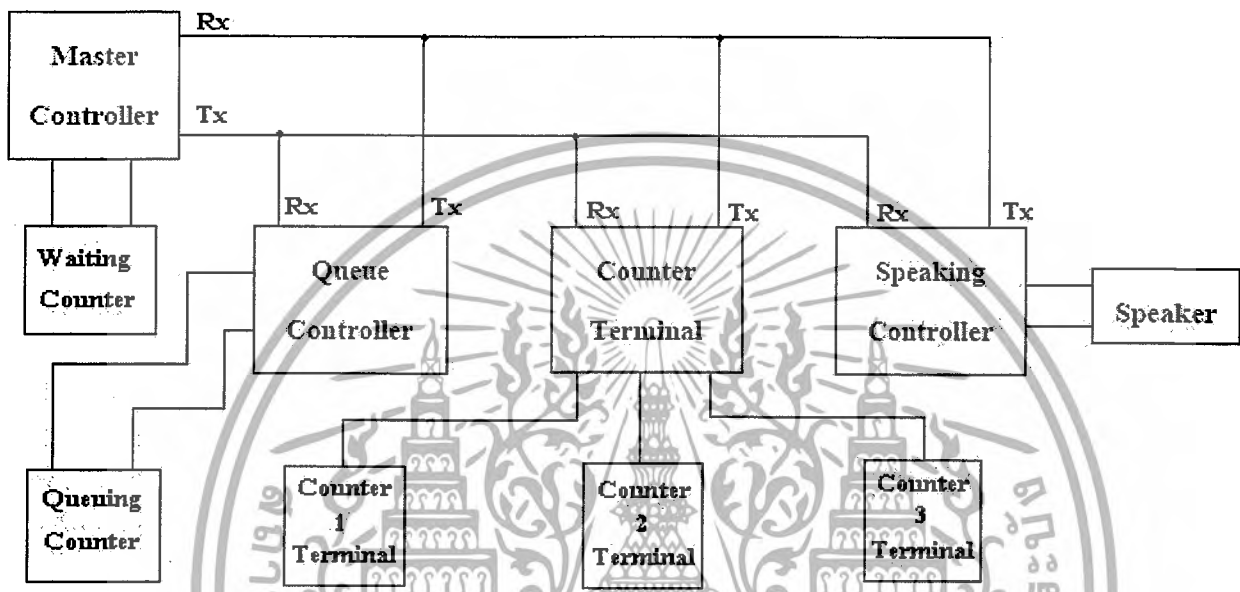 Rx
Master
Controller
Tx
Rx
Tx
Rx
Tx
Rx
Tx
Waiting
Counter
Queue
Controller
Counter
Terminal
Speaking
Controller
Speaker
Queuing
Counter
Counter
1
Terminal
Counter
2
Terminal
Counter
3
Terminal